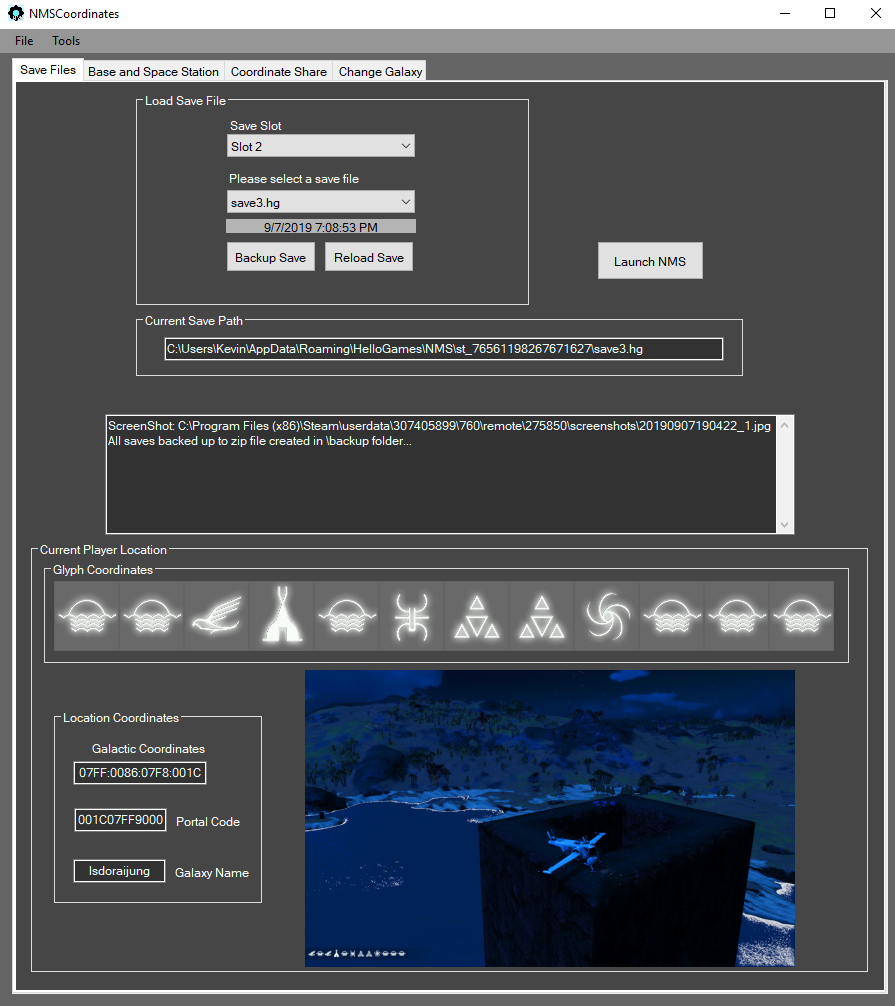 NMSCoordinates
File Tools
Save Files Base and Space Station Coordinate Share Change Galaxy
Load Save File
Save Slot
Slot 2
Please select a save file
save3.hg
9/7/2019 7:08:53 PM
Backup Save Reload Save
Launch NMS
Current Save Path
C:\Users\Kevin\AppData\Roaming\HelloGames\NMS\st_76561198267671627\save3.hg
ScreenShot: C:\Program Files (x86)\Steam\userdata\307405899\760\remote\275850\screenshots\20190907190422_1.jpg
All saves backed up to zip file created in \backup folder...
Current Player Location
Glyph Coordinates
Location Coordinates
Galactic Coordinates
07FF:0086:07F8:001C
001C07FF9000 Portal Code
Isdoraijung Galaxy Name